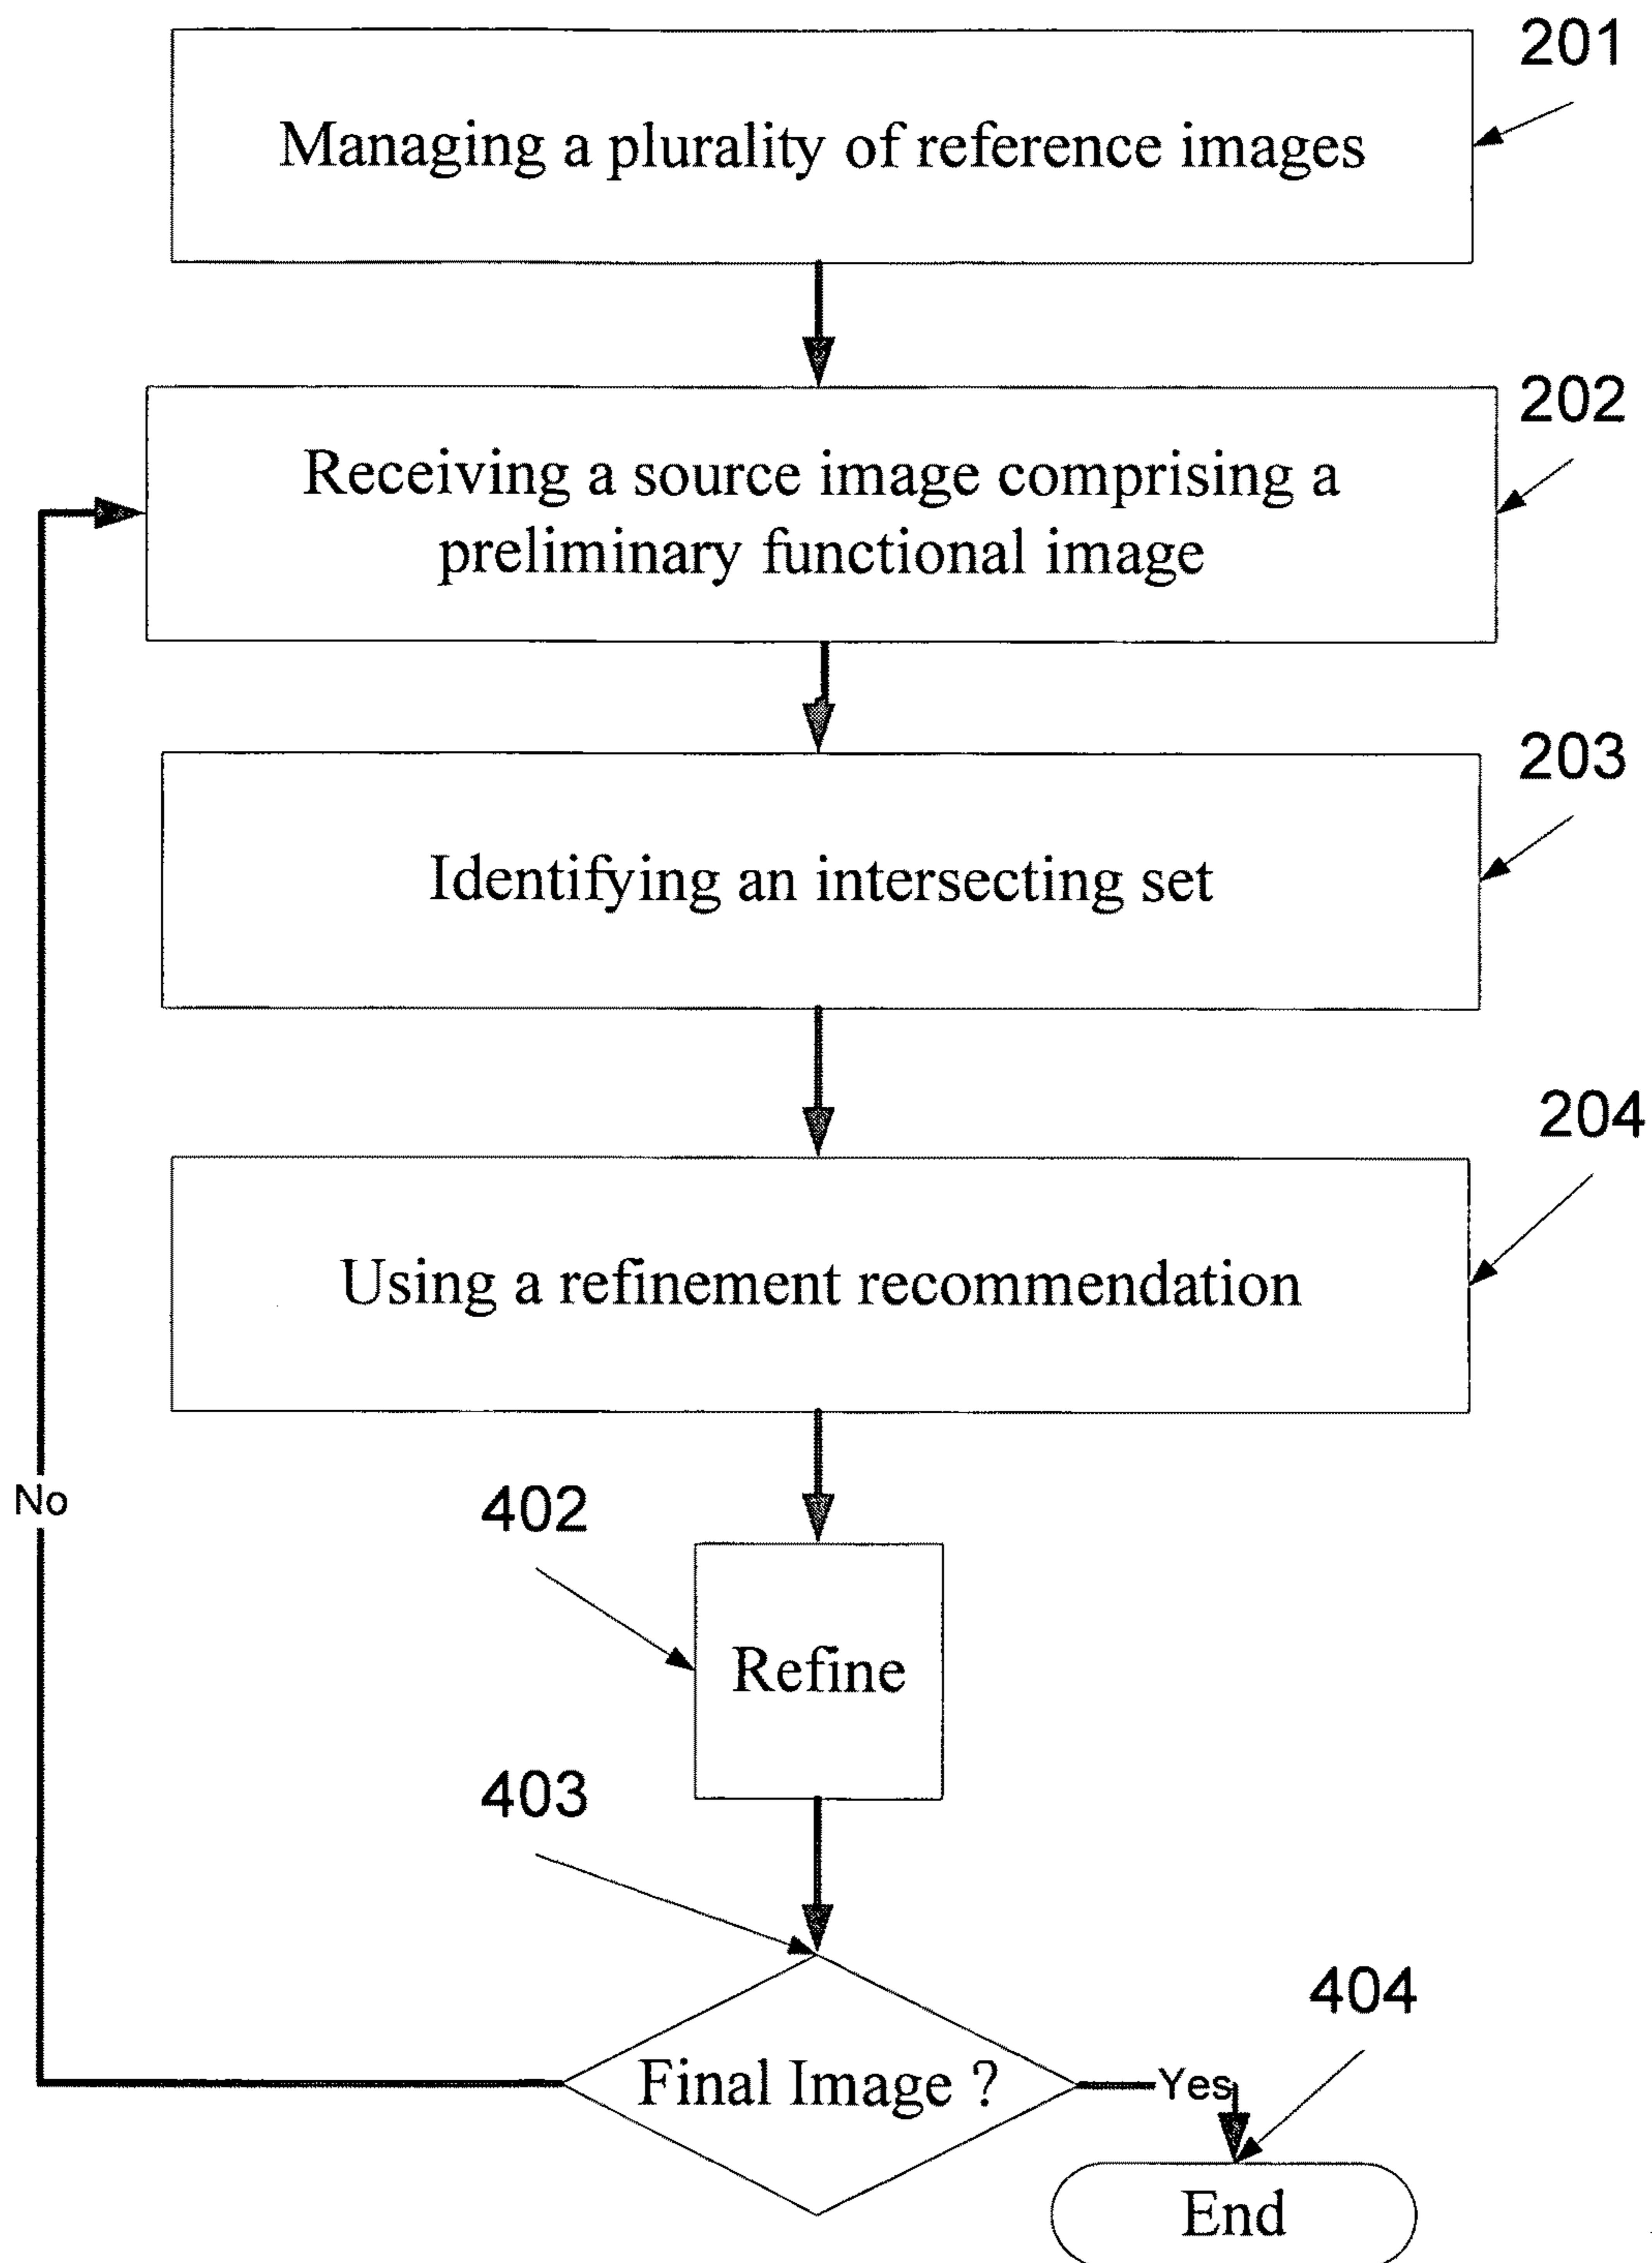 201
Managing a plurality of reference images
202
Receiving a source image comprising a
preliminary functional image
203
Identifying an intersecting set
204
Using a refinement recommendation
No
402
Refine
403
404
Final Image ?
Yes
End